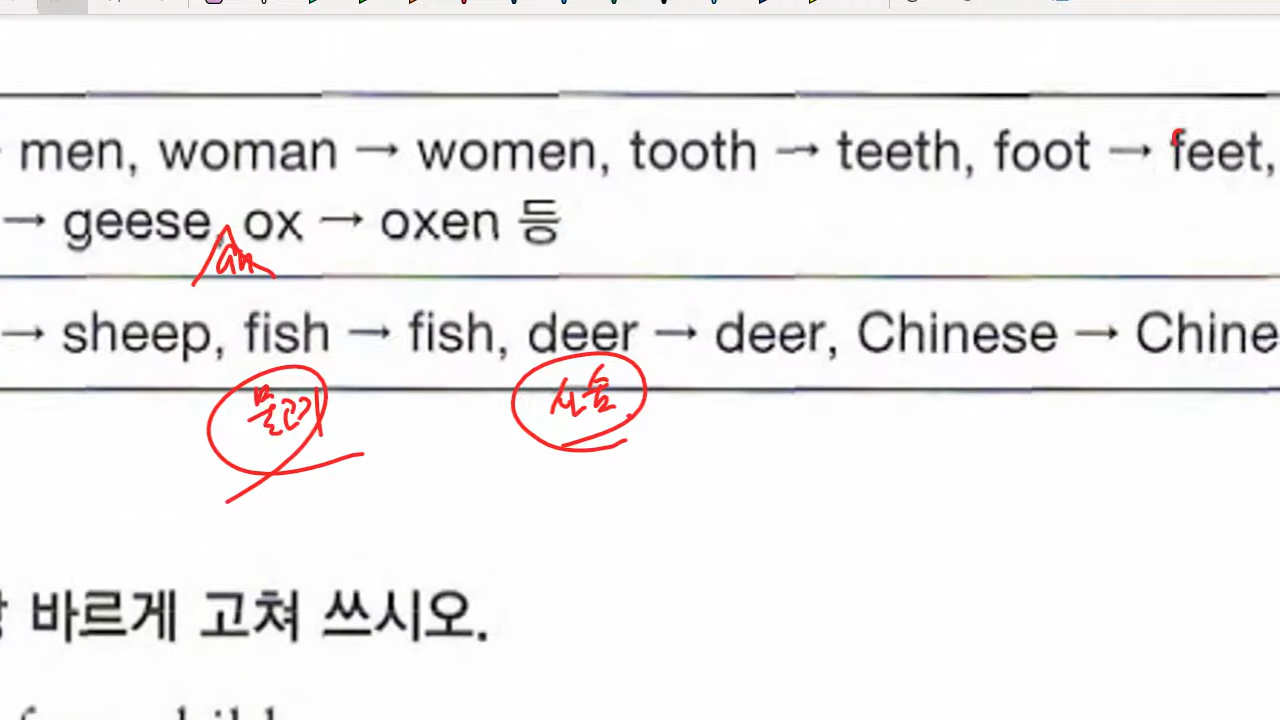 men, woman → women, tooth → teeth, foot → feet,
→ geese, ox → oxen 등
an
→ sheep, fish → fish, deer → deer, Chinese → Chine
물고기 사슴
바르게 고쳐 쓰시오.